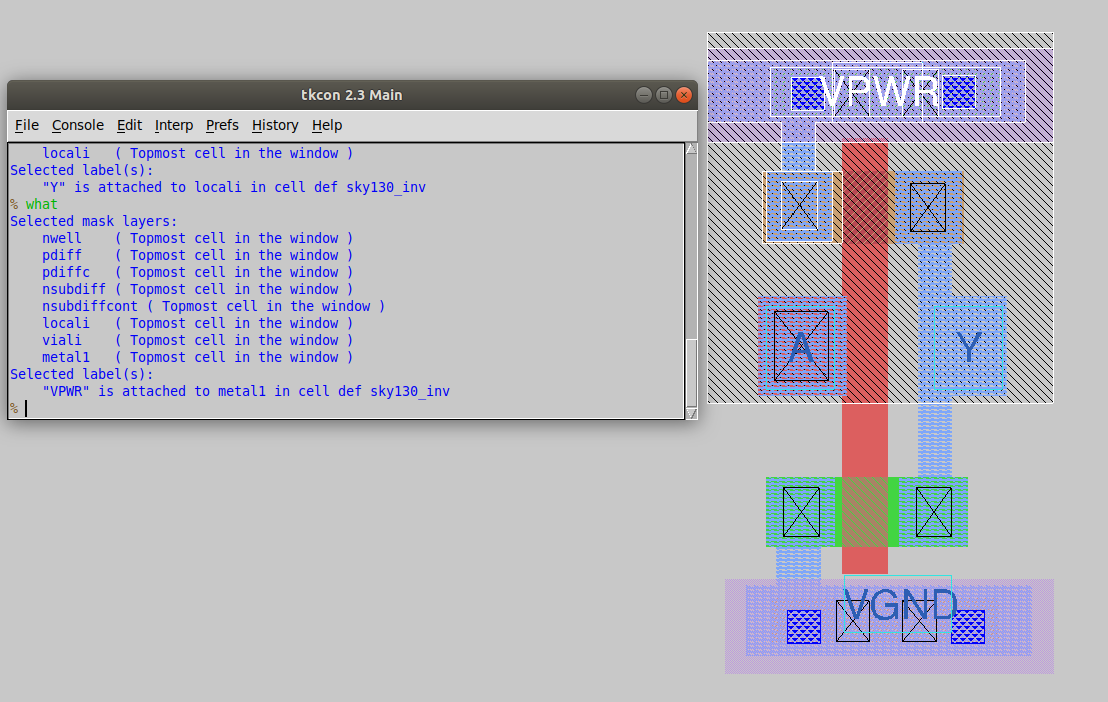 tkcon 2.3 Main
File Console Edit Interp Prefs History Help
locali ( Topmost cell in the window )
Selected label(s):
"Y" is attached to locali in cell def sky130_inv
% what
Selected mask layers:
nwell ( Topmost cell in the window )
pdiff ( Topmost cell in the window )
pdiffc ( Topmost cell in the window )
nsubdiff ( Topmost cell in the window )
nsubdiffcont ( Topmost cell in the window )
locali ( Topmost cell in the window )
viali ( Topmost cell in the window )
metal1 ( Topmost cell in the window )
Selected label(s):
"VPWR" is attached to metal1 in cell def sky130_inv
%
VPWR
A
Y
VGND